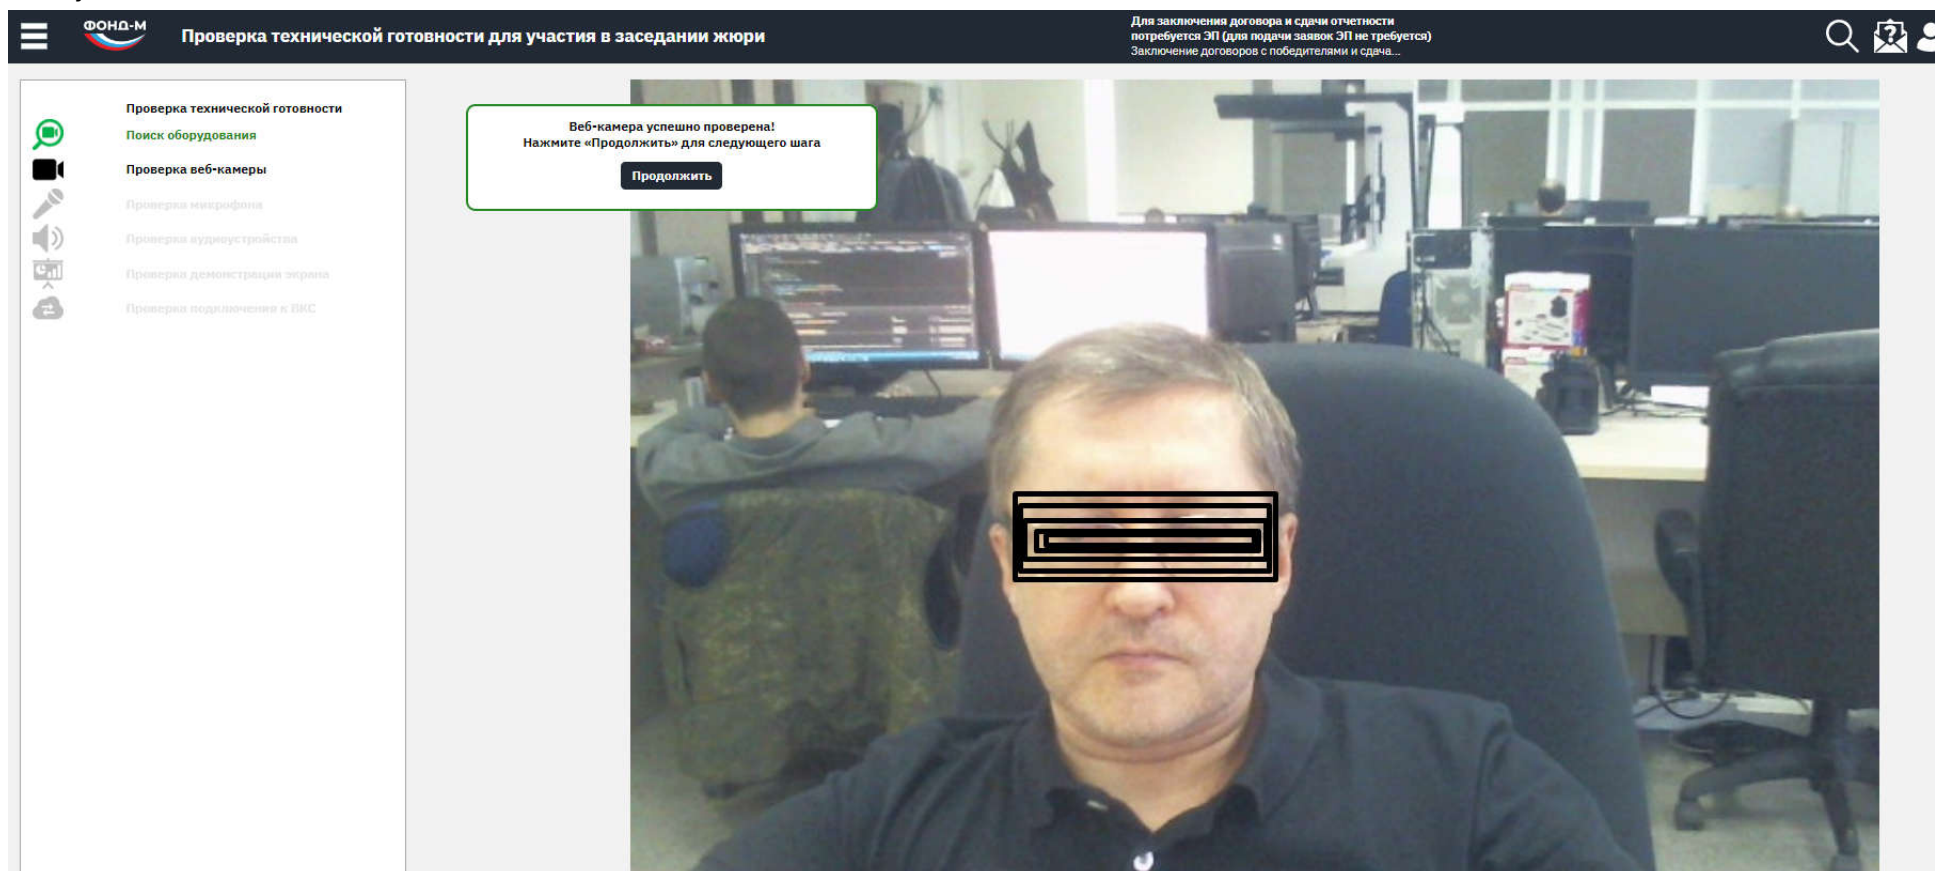 ФОНД-М
Проверка технической готовности для участия в заседании жюри
Для заключения договора и сдачи отчетности
потребуется ЭП (для подачи заявок ЭП не требуется)
Заключение договоров с победителями и сдача...
Проверка технической готовности
Поиск оборудования
Проверка веб-камеры
Проверка микрофона
Проверка аудиоустройства
Проверка демонстрации экрана
Проверка подключения к ВКС
Веб-камера успешно проверена!
Нажмите «Продолжить» для следующего шага
Продолжить